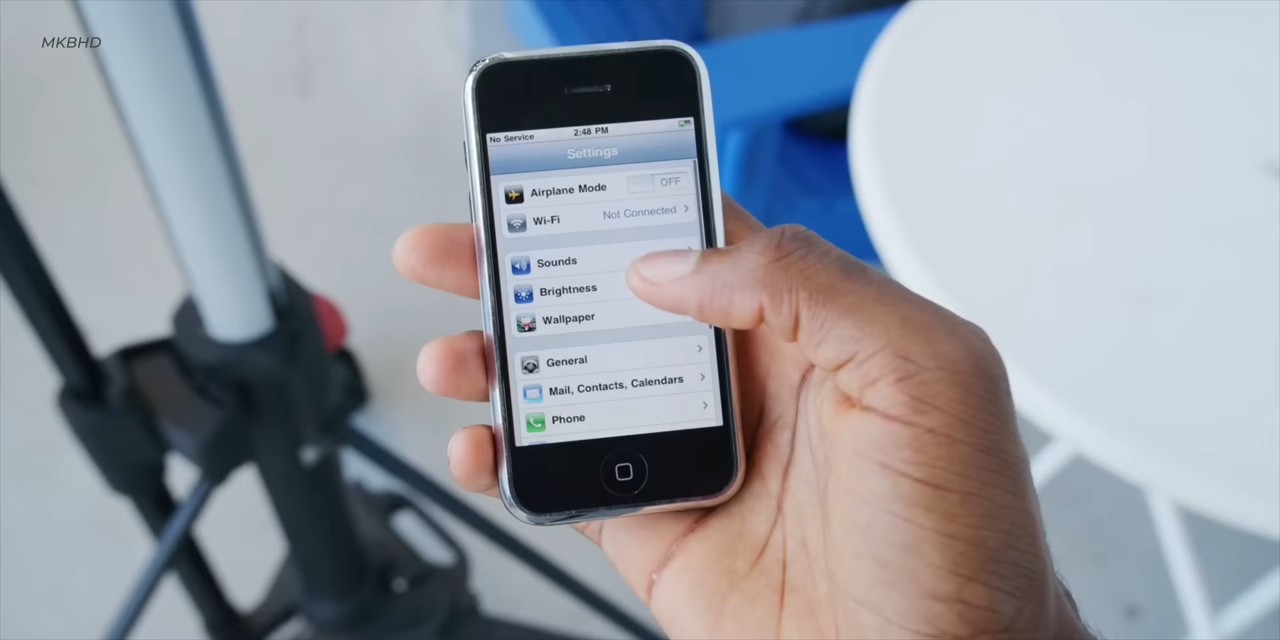 MKBHD
No Service 2:48 PM
Settings
Airplane Mode OFF
Wi-Fi Not Connected
Sounds
Brightness
Wallpaper
General
Mail, Contacts, Calendars
Phone